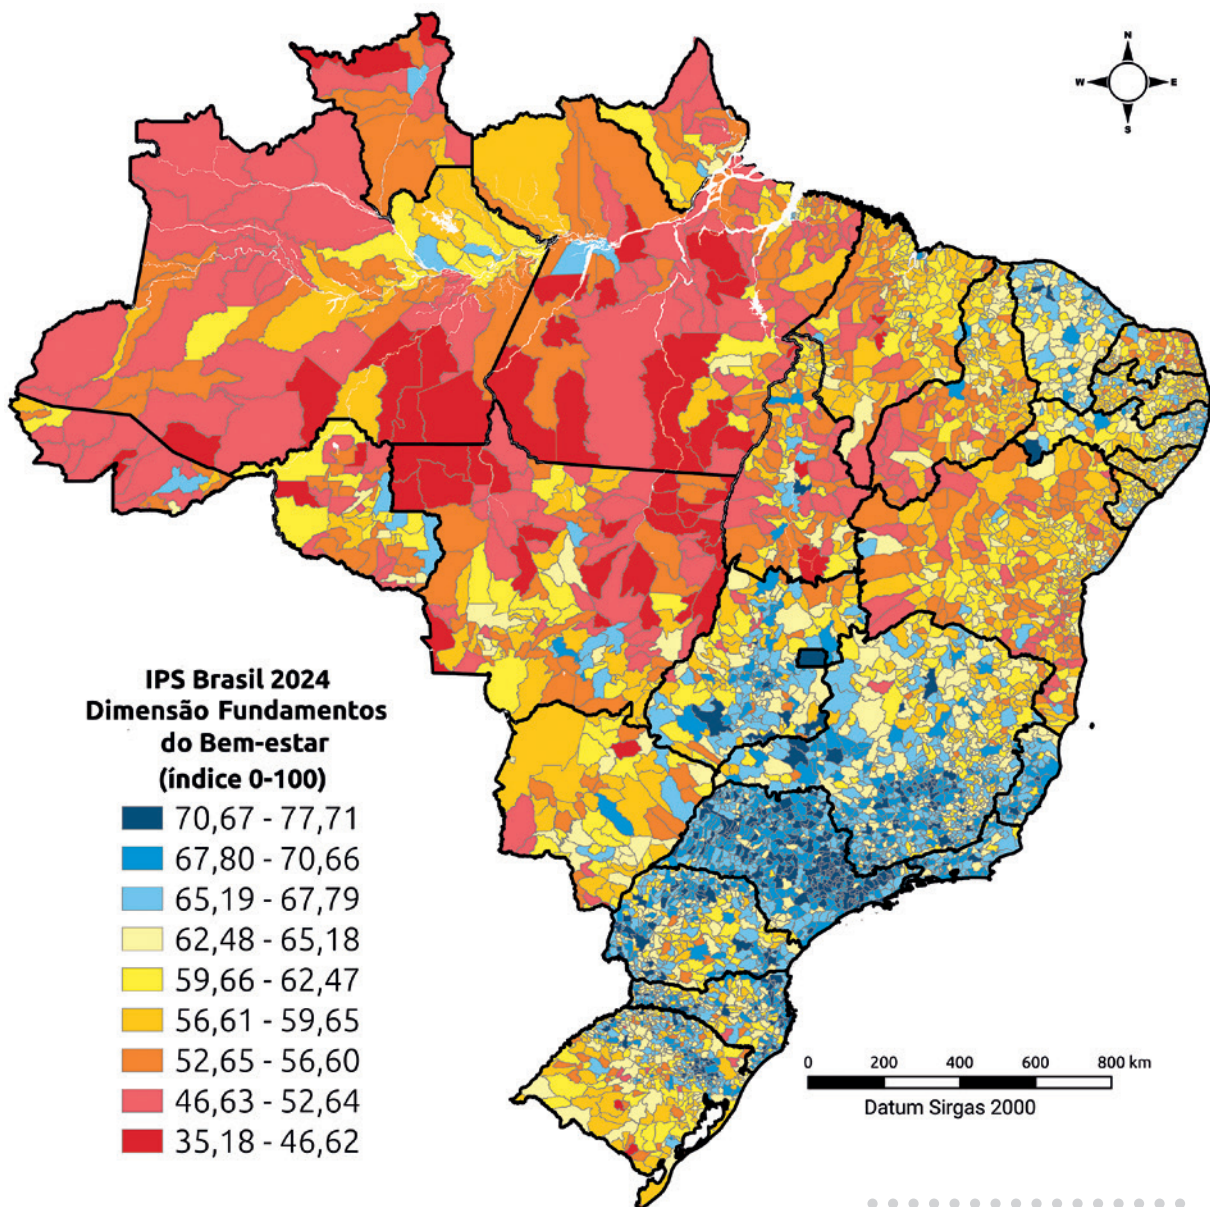 N
W E
S
IPS Brasil 2024
Dimensão Fundamentos
do Bem-estar
(índice 0-100)
70,67 - 77,71
67,80 - 70,66
65,19 - 67,79
62,48 - 65,18
59,66 - 62,47
56,61 - 59,65
52,65 - 56,60
46,63 - 52,64
35,18 - 46,62
0 200 400 600 800 km
Datum Sirgas 2000